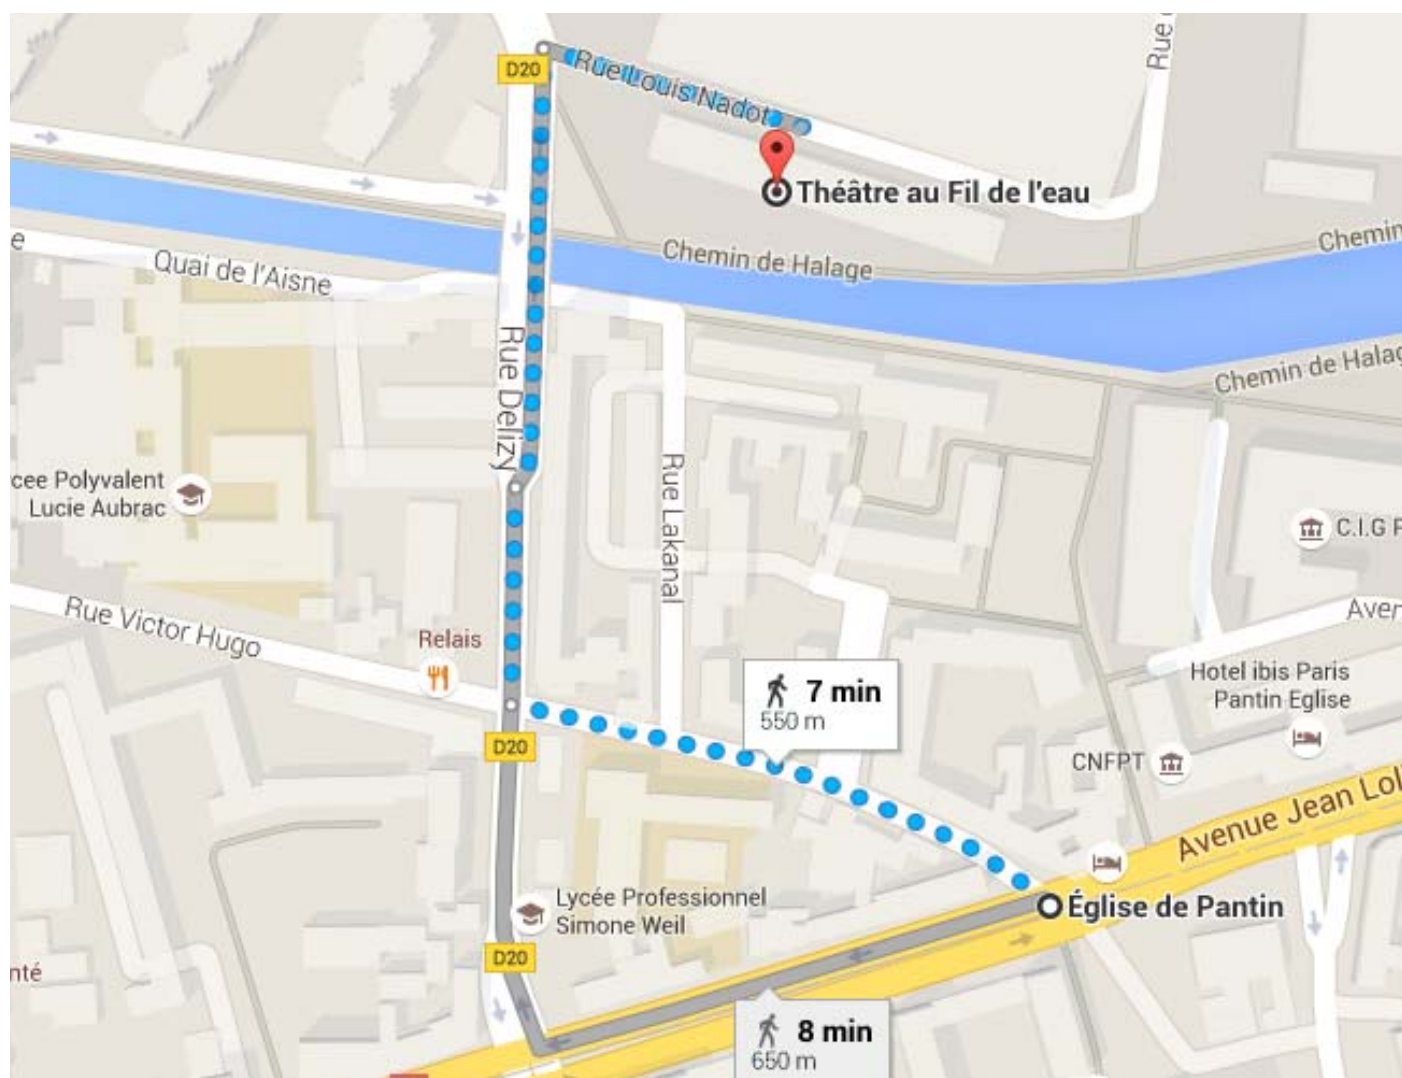 D20
Rue Louis Nadot
Rue
Théâtre au Fil de l'eau
Chemin de Halage
Chemin
Quai de l'Aisne
Rue Delizy
Chemin de Halag
Rue Lakanal
cee Polyvalent
Lucie Aubrac
C.I.G P
Rue Victor Hugo
Relais
Aven
7 min
550 m
Hotel ibis Paris
Pantin Eglise
D20
CNFPT
Avenue Jean Loli
Lycée Professionnel
Simone Weil
Église de Pantin
D20
nté
8 min
650 m